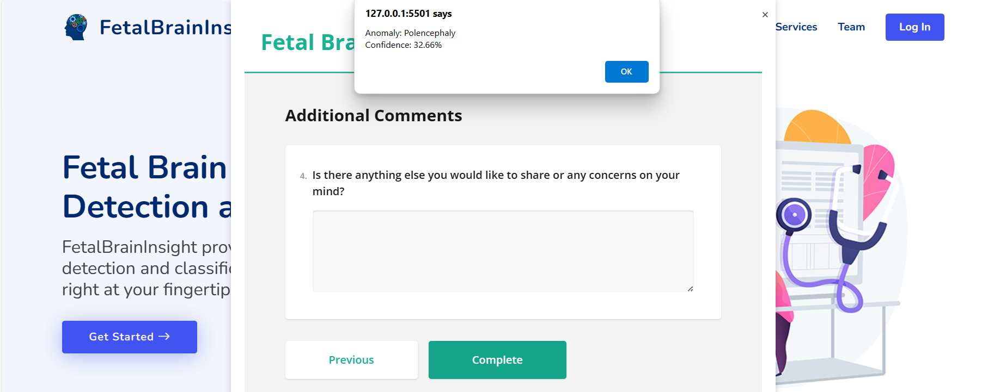 FetalBrainIns
127.0.0.1:5501 says
Anomaly: Polencephaly
Confidence: 32.66%
OK
×
Services
Team
Log In
Fetal Bra
Additional Comments
4. Is there anything else you would like to share or any concerns on your
mind?
Previous
Complete
Fetal Brain
Detection a
FetalBrainInsight prov
detection and classific
right at your fingertip
Get Started →